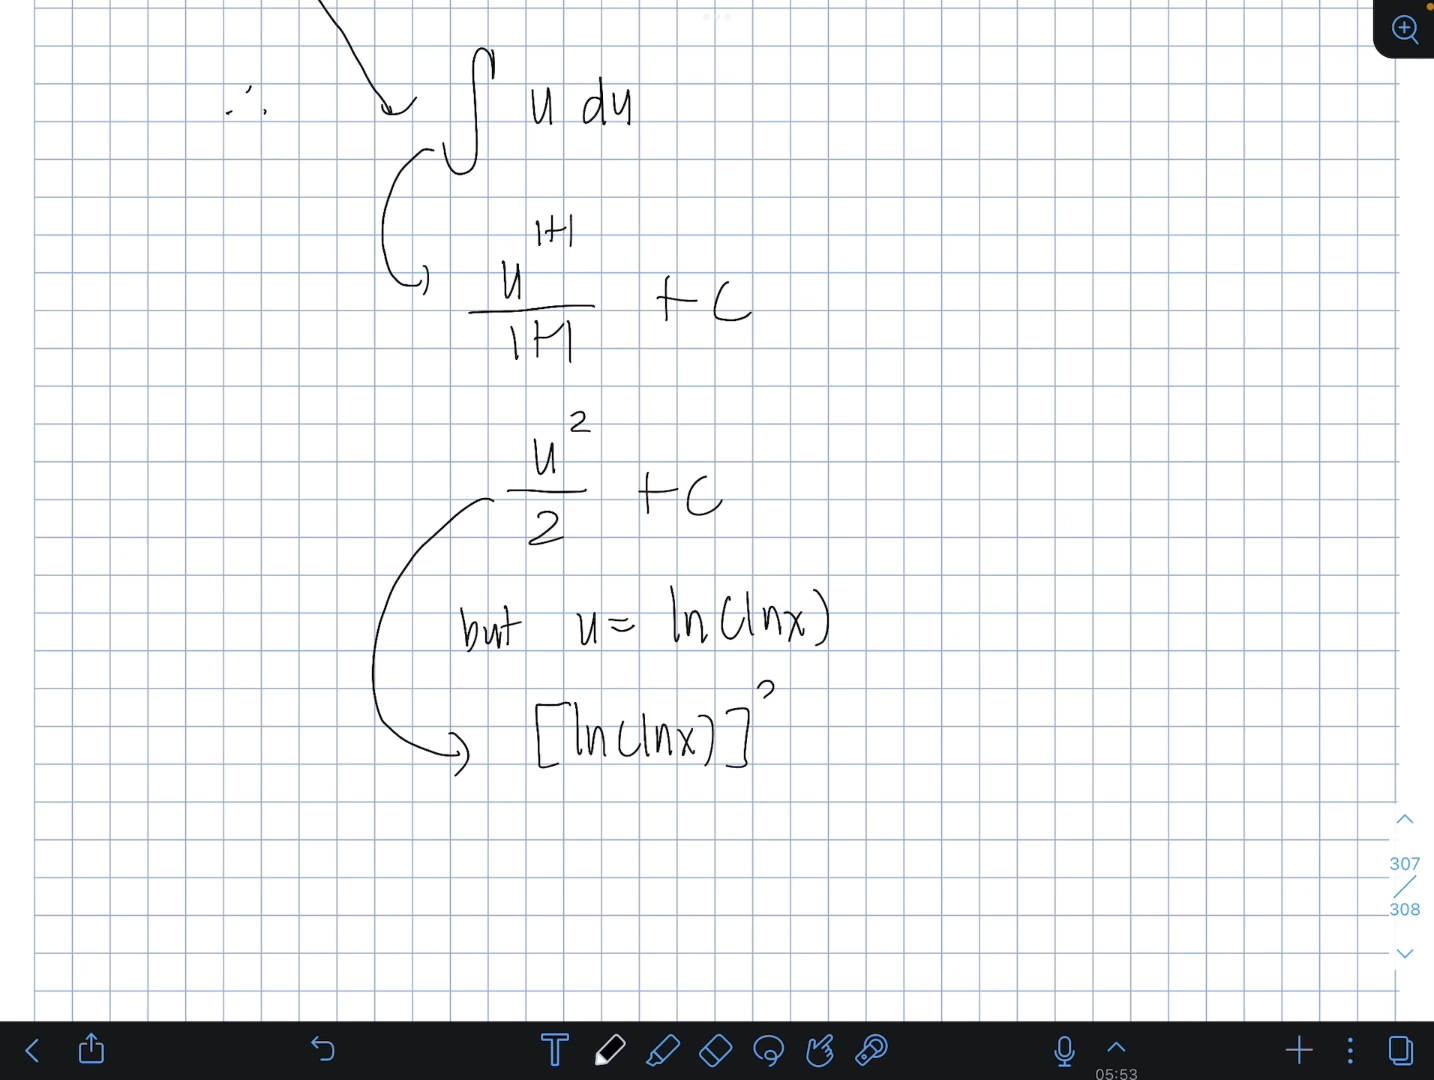 ∴ ∫ u du
u^{1+1}/1+1 + c
u^2/2 + c
but u = ln(lnx)
[ln(lnx)]^2
307
308
T
05:53